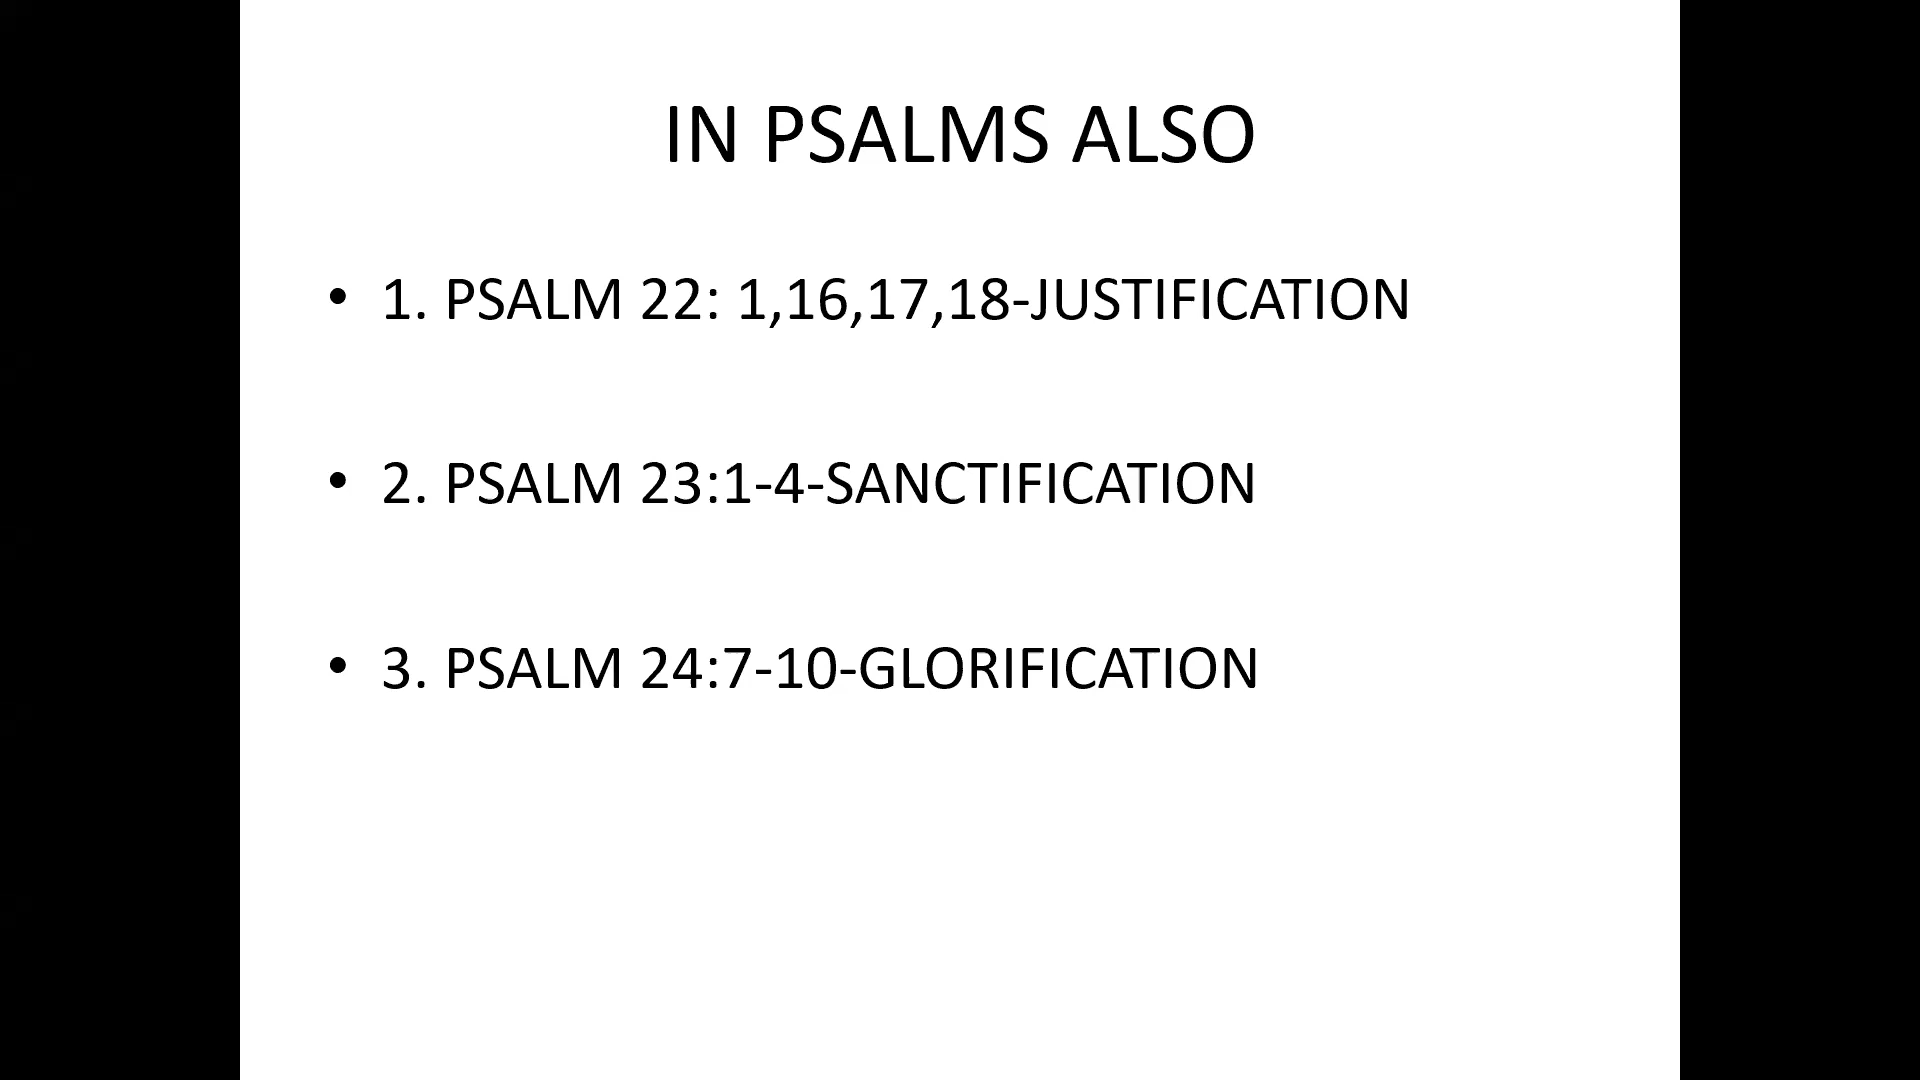 IN PSALMS ALSO
• 1. PSALM 22: 1,16,17,18-JUSTIFICATION
• 2. PSALM 23:1-4-SANCTIFICATION
• 3. PSALM 24:7-10-GLORIFICATION